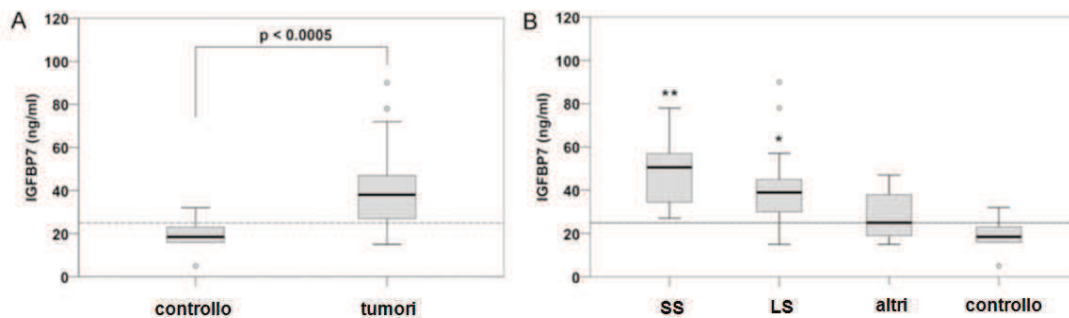 A
p < 0.0005
IGFBP7 (ng/ml)
120
100
80
60
40
20
0
controllo
tumori
B
IGFBP7 (ng/ml)
120
100
80
60
40
20
0
**
*
SS
LS
altri
controllo